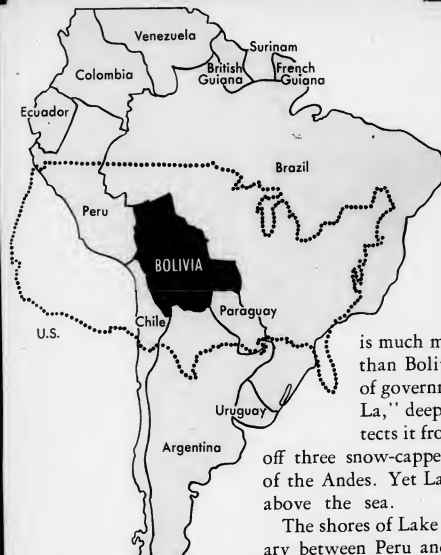 Venezuela
Surinam
Colombia
British
Guiana
French
Guiana
Ecuador
Brazil
Peru
BOLIVIA
U.S.
Chile
Paraguay
Uruguay
Argentina
is much m
than Boliv
of governm
La," deep
tects it fro
off three snow-cappe
of the Andes. Yet La
above the sea.
The shores of Lake
ary between Peru and